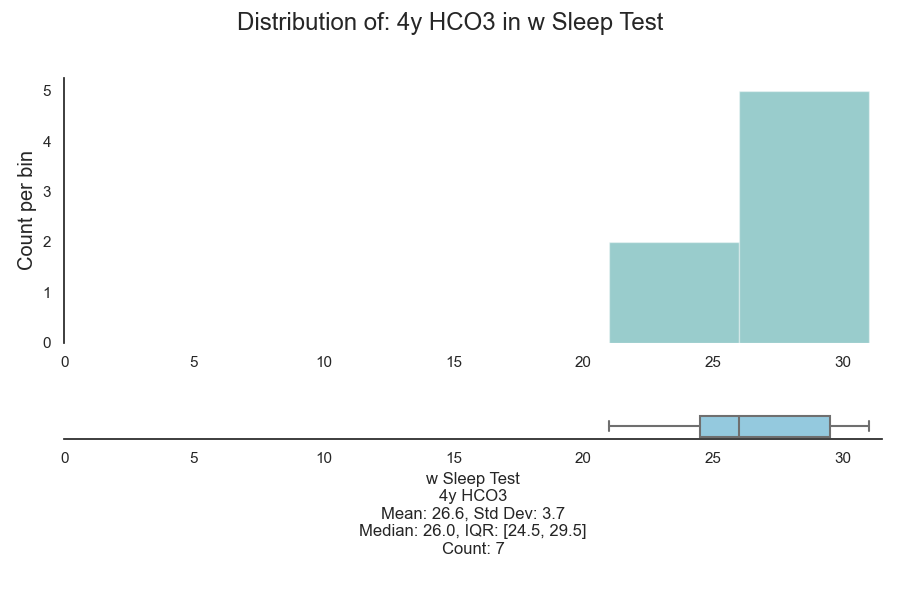 Distribution of: 4y HCO3 in w Sleep Test
Count per bin
5
4
3
2
1
0
0 5 10 15 20 25 30
0 5 10 15 20 25 30
w Sleep Test
4y HCO3
Mean: 26.6, Std Dev: 3.7
Median: 26.0, IQR: [24.5, 29.5]
Count: 7